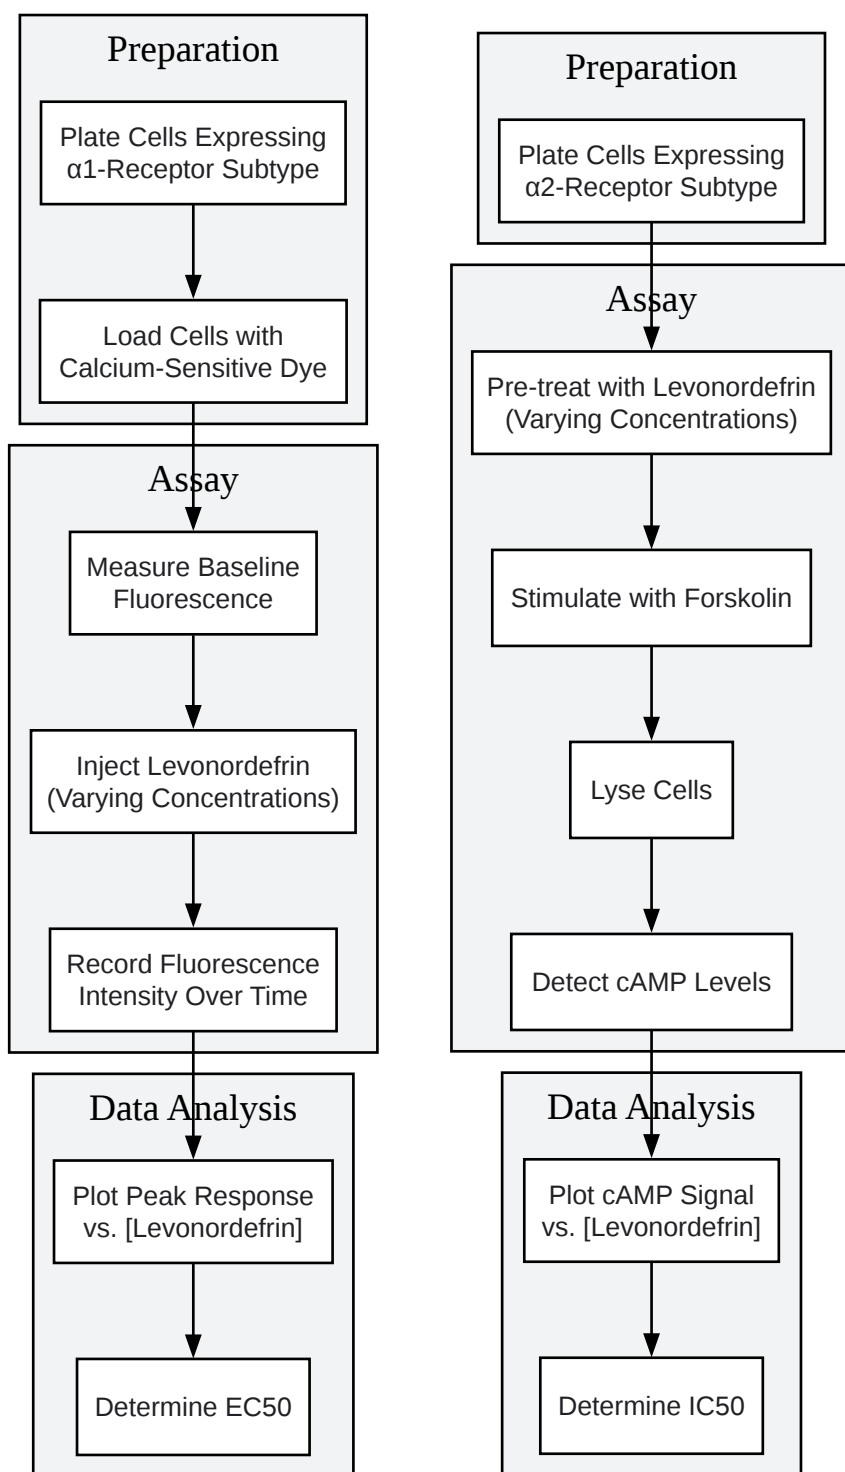 Preparation
Plate Cells Expressing
α1-Receptor Subtype
Load Cells with
Calcium-Sensitive Dye
Assay
Measure Baseline
Fluorescence
Inject Levonordefrin
(Varying Concentrations)
Record Fluorescence
Intensity Over Time
Data Analysis
Plot Peak Response
vs. [Levonordefrin]
Determine EC50
Preparation
Plate Cells Expressing
α2-Receptor Subtype
Assay
Pre-treat with Levonordefrin
(Varying Concentrations)
Stimulate with Forskolin
Lyse Cells
Detect cAMP Levels
Data Analysis
Plot cAMP Signal
vs. [Levonordefrin]
Determine IC50